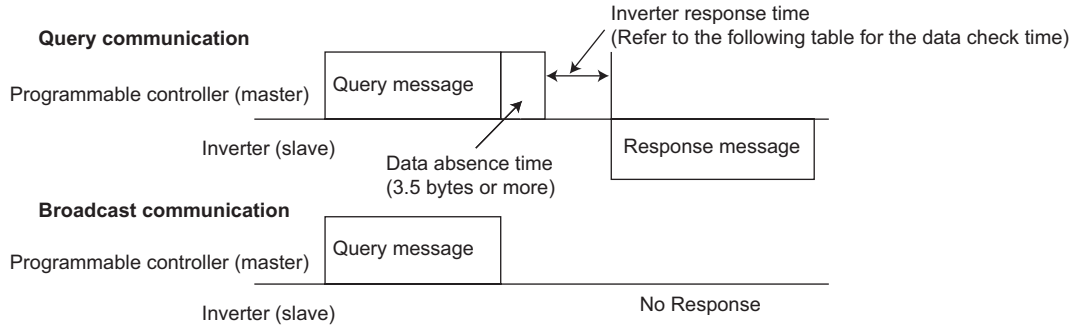 Inverter response time
(Refer to the following table for the data check time)
Query communication
Query message
Programmable controller (master)
Inverter (slave)
Data absence time
(3.5 bytes or more)
Response message
Broadcast communication
Query message
Programmable controller (master)
No Response
Inverter (slave)